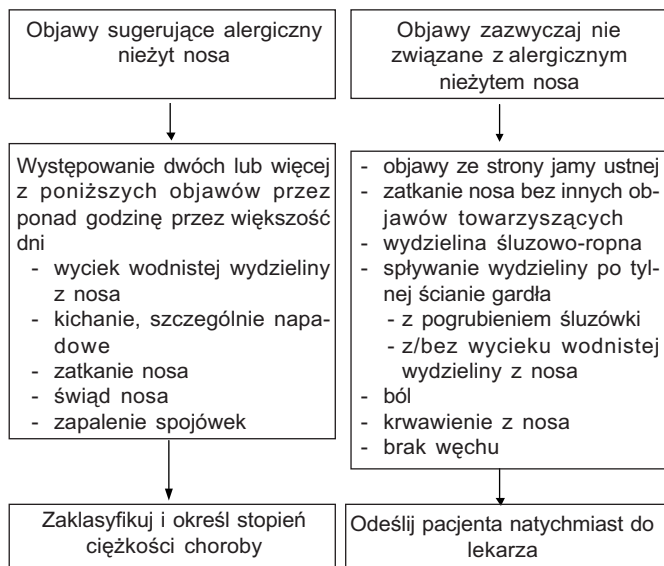 Objawy sugerujące alergiczny
nieżyt nosa
Występowanie dwóch lub więcej
z poniższych objawów przez
ponad godzinę przez większość
dni
- wyciek wodnistej wydzieliny
z nosa
- kichanie, szczególnie napa-
dowe
- zatkanie nosa
- świąd nosa
- zapalenie spojówek
Zaklasyfikuj i określ stopień
ciężkości choroby
Objawy zazwyczaj nie
związane z alergicznym
nieżytem nosa
- objawy ze strony jamy ustnej
- zatkanie nosa bez innych ob-
jawów towarzyszących
- wydzielina śluzowo-ropna
- spływanie wydzieliny po tyl-
nej ścianie gardła
- z pogrubieniem śluzówki
- z/bez wycieku wodnistej
wydzieliny z nosa
- ból
- krwawienie z nosa
- brak węchu
Odeślij pacjenta natychmiast do
lekarza